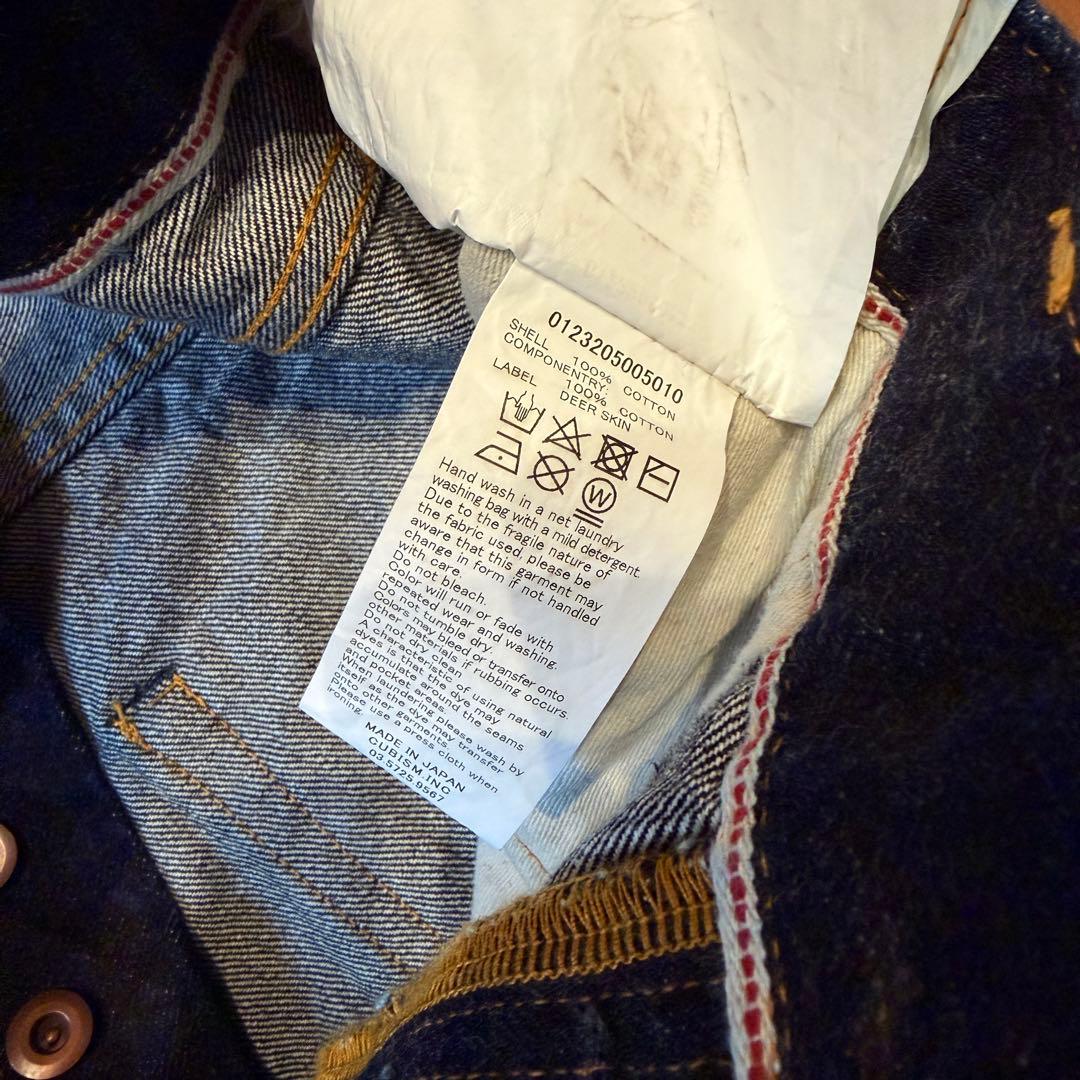 0123205005010
SHELL 100% COTTON
COMPONENTRY:
100% COTTON
LABEL DEER SKIN
W
Hand wash in a net laundry
washing bag with a mild detergent.
Due to the fragile nature of
the fabric used, please be
aware that this garment may
change in form if not handled
with care.
Do not bleach.
Color will run or fade with
repeated wear and washing.
Do not tumble dry.
Colors may bleed or transfer onto
other materials if rubbing occurs.
Do not dry clean
A characteristic of using natural
dyes is that the dye may
accumulate around the seams
and pocket areas.
When laundering please wash by
itself as the dye may transfer
onto other garments.
Please use a press cloth when
ironing.
MADE IN JAPAN
CUBISM.INC
03 5725 9567